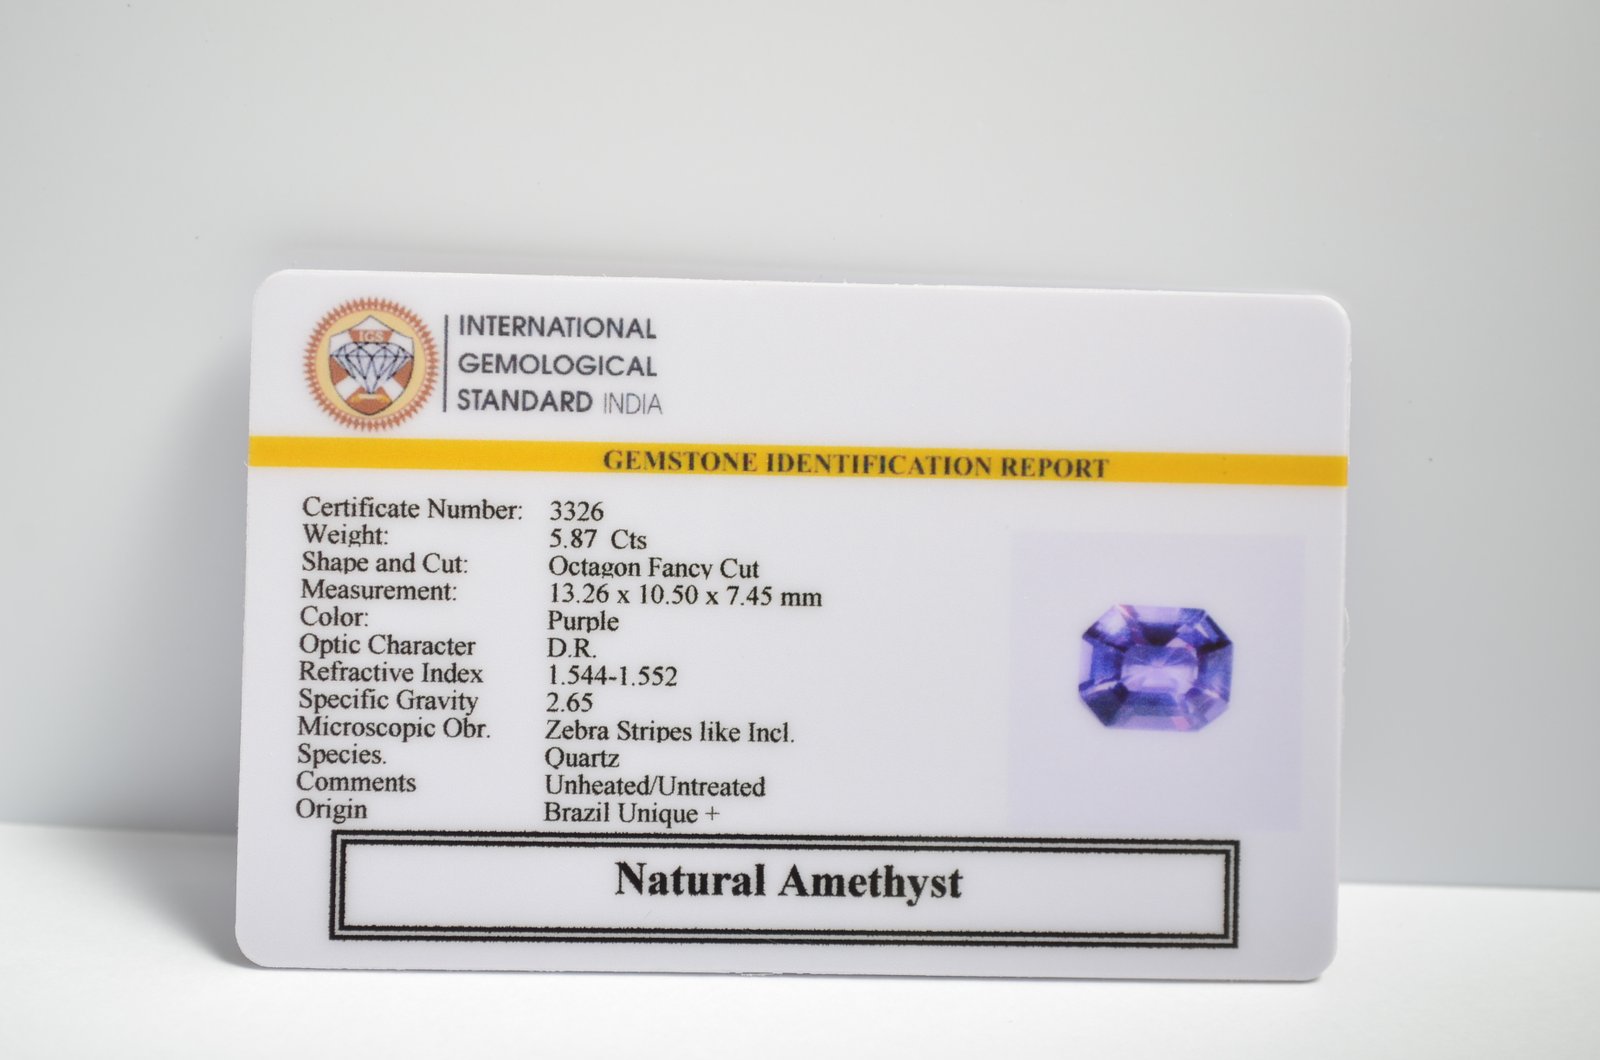 IGS
INTERNATIONAL
GEMOLOGICAL
STANDARD INDIA
GEMSTONE IDENTIFICATION REPORT
Certificate Number: 3326
Weight: 5.87 Cts
Shape and Cut: Octagon Fancy Cut
Measurement: 13.26 x 10.50 x 7.45 mm
Color: Purple
Optic Character D.R.
Refractive Index 1.544-1.552
Specific Gravity 2.65
Microscopic Obr. Zebra Stripes like Incl.
Species. Quartz
Comments Unheated/Untreated
Origin Brazil Unique +
Natural Amethyst